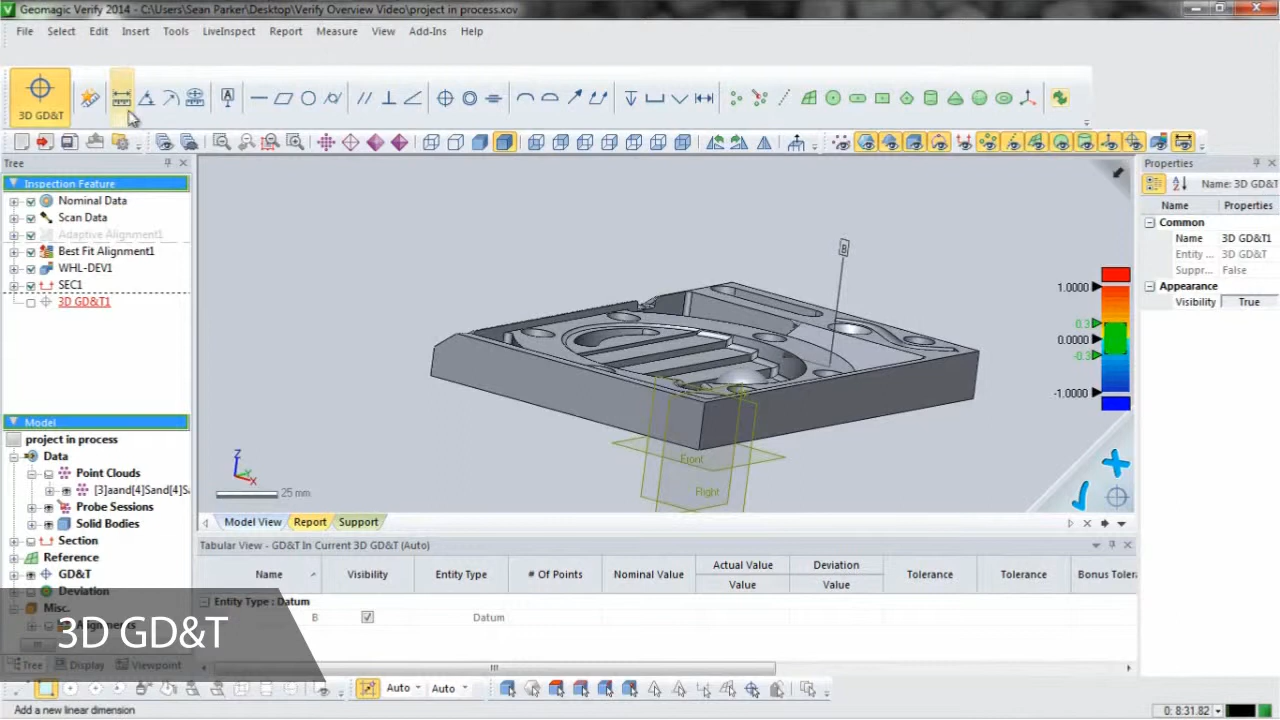 Geomagic Verify 2014 - C:\Users\Sean Parker\Desktop\Verify Overview Video\project in process.xov
File Select Edit Insert Tools LiveInspect Report Measure View Add-Ins Help
3D GD&T
A
Tree
Properties
Inspection Feature
Nominal Data
Scan Data
Adaptive Alignment1
Best Fit Alignment1
WHL-DEV1
SEC1
3D GD&T1
Name: 3D GD&T
Name Properties
Common
Name 3D GD&T1
Entity ... 3D GD&T
Suppr... False
Appearance
Visibility True
B
1.0000
0.3
0.0000
-0.3
-1.0000
Front
Right
Z
Y
X
25 mm
Model
project in process
Data
Point Clouds
[3]aand[4]Sand[4]S
Probe Sessions
Solid Bodies
Section
Reference
GD&T
Deviation
Misc.
Alignments
Model View Report Support
Tabular View - GD&T In Current 3D GD&T (Auto)
Name Visibility Entity Type # Of Points Nominal Value Actual Value Deviation Tolerance Tolerance Bonus Toler
Value Value
Entity Type : Datum
B Datum
3D GD&T
Tree Display Viewpoint
Auto Auto
Add a new linear dimension
0: 8:31.82